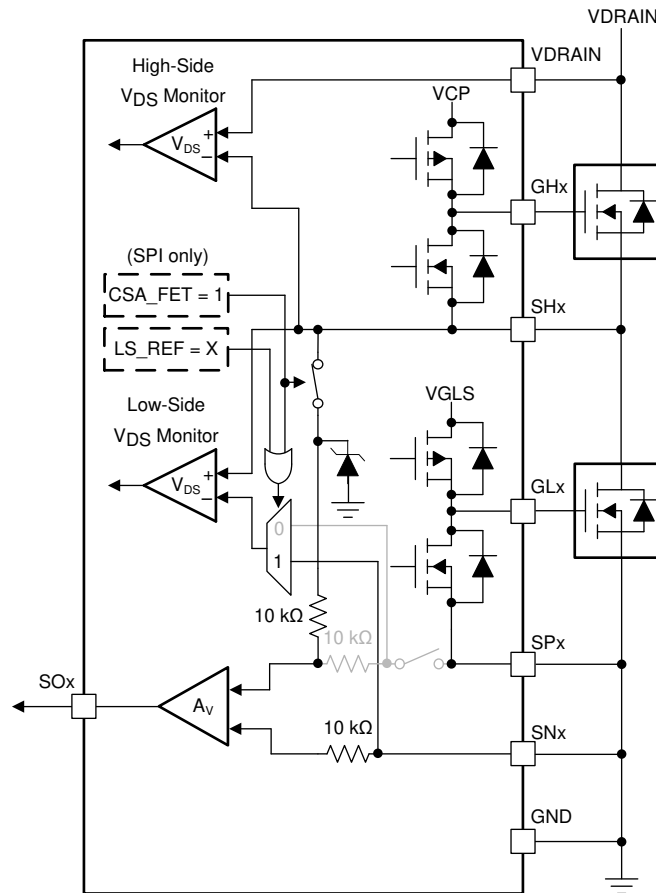 VDRAIN
VDRAIN
High-Side
VDS Monitor
VCP
+
VDS
−
GHx
(SPI only)
CSA_FET = 1
SHx
LS_REF = X
VGLS
Low-Side
VDS Monitor
+
VDS
−
GLx
0
1
10 kΩ
10 kΩ
SPx
SOx
AV
10 kΩ
SNx
GND